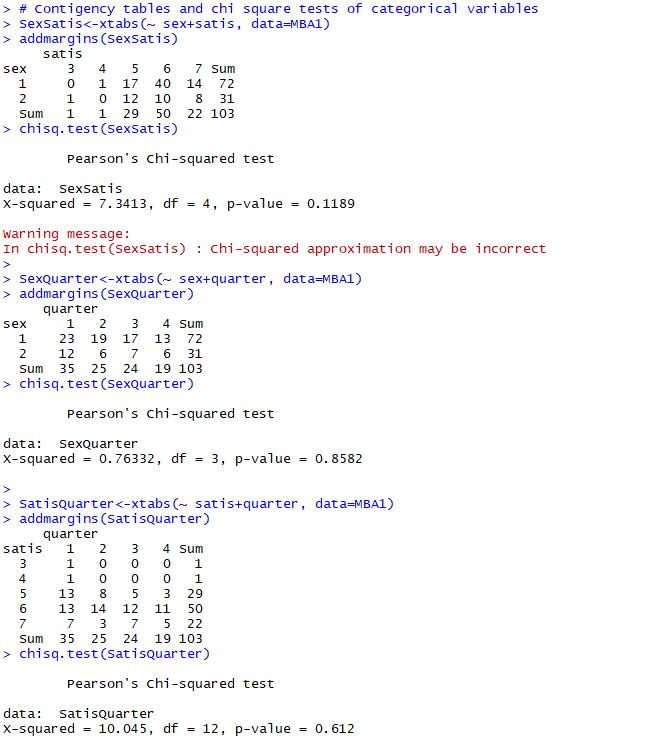 > # Contigency tables and chi square tests of categorical variables
> SexSatis<-xtabs(~ sex+satis, data=MBA1)
> addmargins(SexSatis)
     satis
sex     3   4   5   6   7 Sum
  1     0   1  17  40  14  72
  2     1   0  12  10   8  31
  Sum   1   1  29  50  22 103
> chisq.test(SexSatis)

        Pearson's Chi-squared test

data:  SexSatis
X-squared = 7.3413, df = 4, p-value = 0.1189

Warning message:
In chisq.test(SexSatis) : Chi-squared approximation may be incorrect
>
> SexQuarter<-xtabs(~ sex+quarter, data=MBA1)
> addmargins(SexQuarter)
     quarter
sex     1   2   3   4 Sum
  1    23  19  17  13  72
  2    12   6   7   6  31
  Sum  35  25  24  19 103
> chisq.test(SexQuarter)

        Pearson's Chi-squared test

data:  SexQuarter
X-squared = 0.76332, df = 3, p-value = 0.8582

>
> SatisQuarter<-xtabs(~ satis+quarter, data=MBA1)
> addmargins(SatisQuarter)
     quarter
satis   1   2   3   4 Sum
  3     1   0   0   0   1
  4     1   0   0   0   1
  5    13   8   5   3  29
  6    13  14  12  11  50
  7     7   3   7   5  22
  Sum  35  25  24  19 103
> chisq.test(SatisQuarter)

        Pearson's Chi-squared test

data:  SatisQuarter
X-squared = 10.045, df = 12, p-value = 0.612